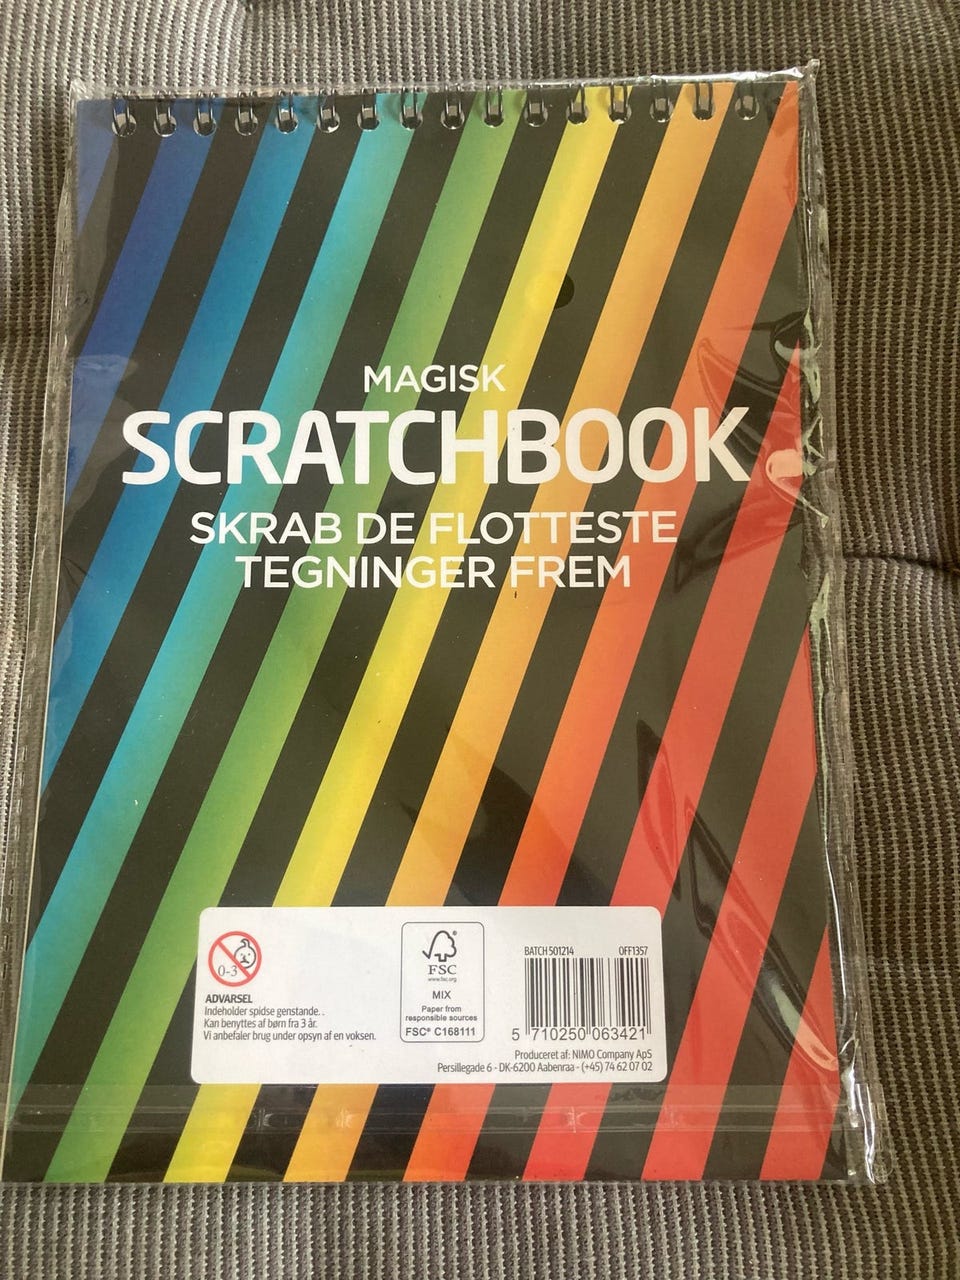 MAGISK
SCRATCHBOOK
SKRAB DE FLOTTESTE
TEGNINGER FREM
0-3
ADVARSEL
Indeholder spidse genstande. .
Kan benyttes af børn fra 3 år.
Vi anbefaler brug under opsyn af en voksen.
FSC
www.fsc.org
MIX
Paper from
responsible sources
FSC® C168111
BATCH 501214 OFF1357
5 710250 063421
Produceret af: NIMO Company ApS
Persillegade 6 - DK-6200 Aabenraa - (+45) 74 62 07 02